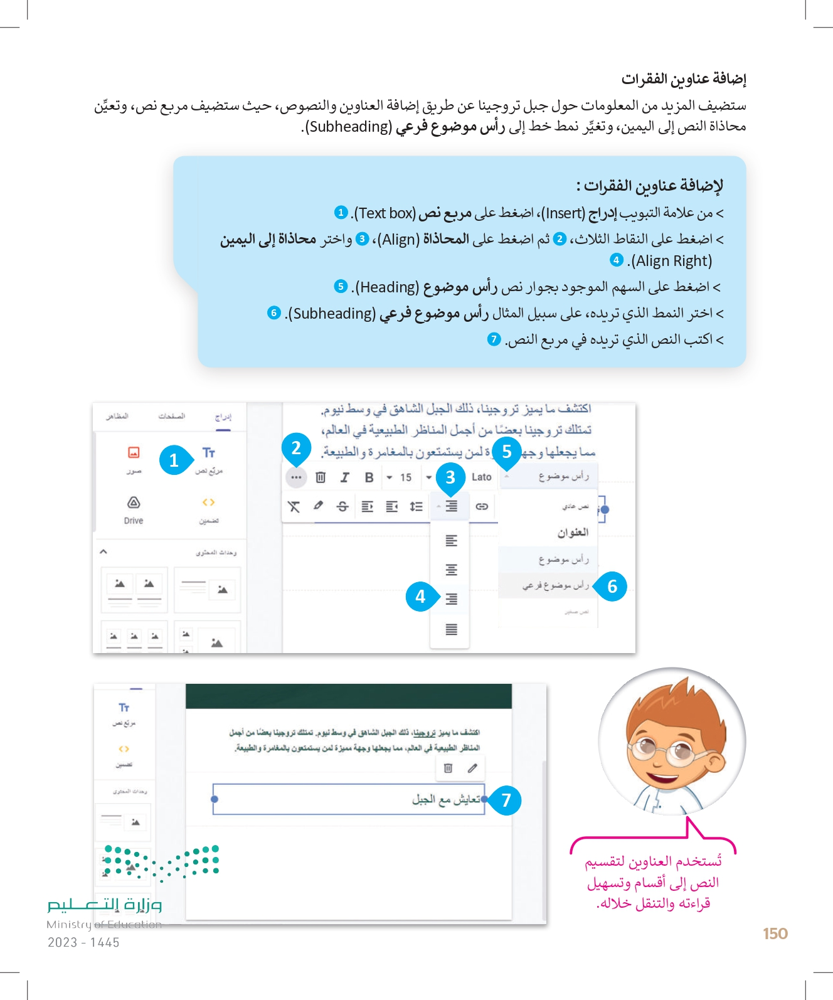 إضافة عناوين الفقرات
ستضيف المزيد من المعلومات حول جبل تروجينا عن طريق إضافة العناوين والنصوص، حيث ستضيف مربع نص، وتعيِّن
محاذاة النص إلى اليمين، وتغيِّر نمط خط إلى رأس موضوع فرعي (Subheading).
لإضافة عناوين الفقرات :
> من علامة التبويب إدراج (Insert)، اضغط على مربع نص (Text box). 1
> اضغط على النقاط الثلاث، 2 ثم اضغط على المحاذاة (Align)، 3 واختر محاذاة إلى اليمين
(Align Right). 4
> اضغط على السهم الموجود بجوار نص رأس موضوع (Heading). 5
> اختر النمط الذي تريده، على سبيل المثال رأس موضوع فرعي (Subheading). 6
> اكتب النص الذي تريده في مربع النص. 7
إدراج الصفحات المظاهر
مربّع نص صور
1
تضمين Drive
وحدات المحتوى
اكتشف ما يميز تروجينا، ذلك الجبل الشاهق في وسط نيوم.
تمتلك تروجينا بعضًا من أجمل المناظر الطبيعية في العالم،
مما يجعلها وجهة لمن يستمتعون بالمغامرة والطبيعة.
2 3 5
رأس موضوع Lato 15 B I
نص عادي
العنوان
رأس موضوع
رأس موضوع فرعي
نص صغير
4 6
مربّع نص
تضمين
وحدات المحتوى
اكتشف ما يميز تروجينا، ذلك الجبل الشاهق في وسط نيوم. تمتلك تروجينا بعضًا من أجمل
المناظر الطبيعية في العالم، مما يجعلها وجهة مميزة لمن يستمتعون بالمغامرة والطبيعة.
تعايش مع الجبل
7
تُستخدم العناوين لتقسيم
النص إلى أقسام وتسهيل
قراءته والتنقل خلاله.
وزارة التعليم
Ministry of Education
2023 - 1445
150